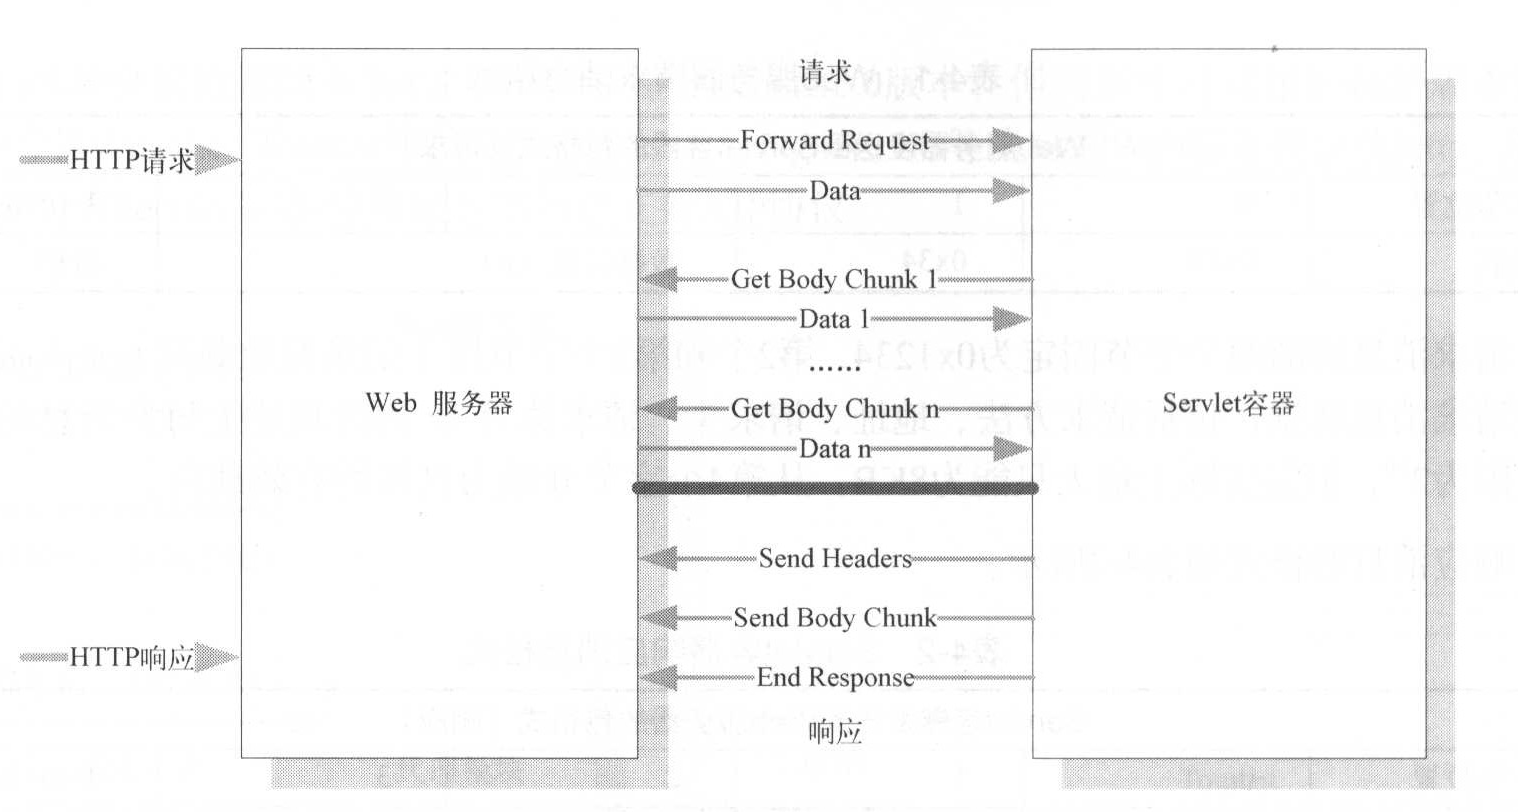 请求
Forward Request
HTTP请求
Data
Get Body Chunk 1
Data 1
......
Web 服务器
Get Body Chunk n
Servlet容器
Data n
Send Headers
Send Body Chunk
HTTP响应
End Response
响应